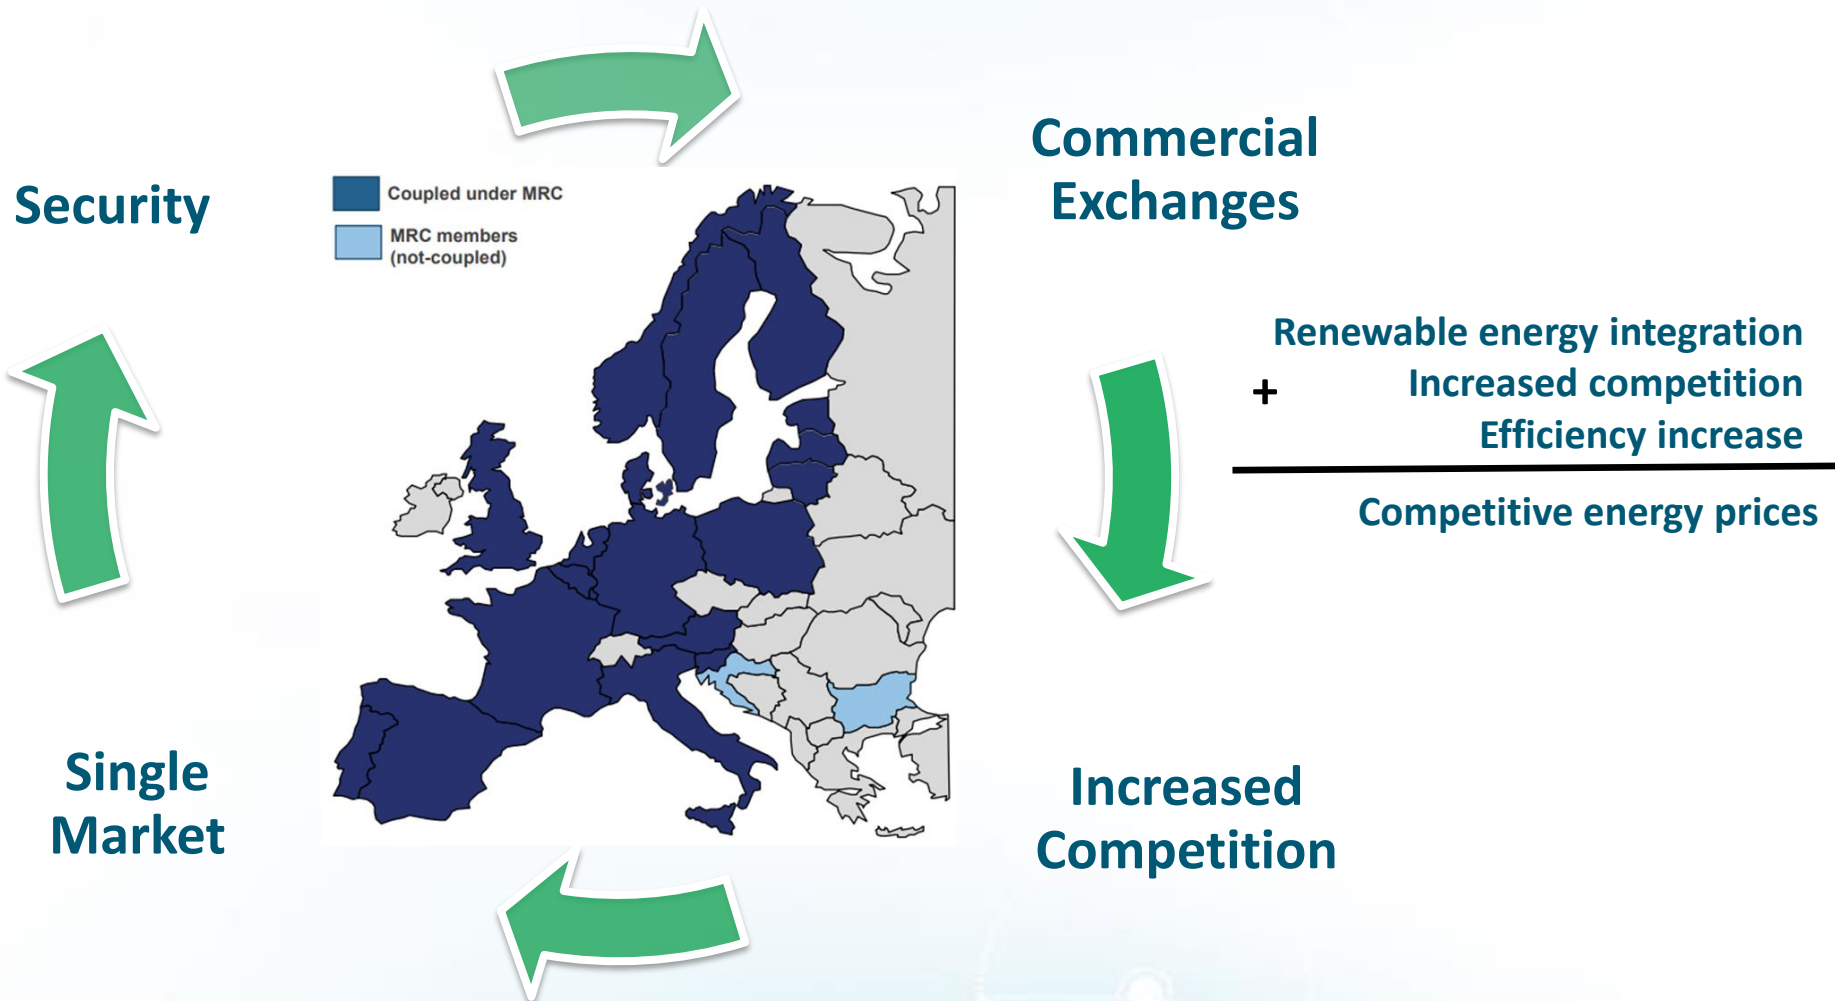 Security
Coupled under MRC
MRC members
(not-coupled)
Commercial
Exchanges
Renewable energy integration
+ Increased competition
Efficiency increase
Competitive energy prices
Single
Market
Increased
Competition